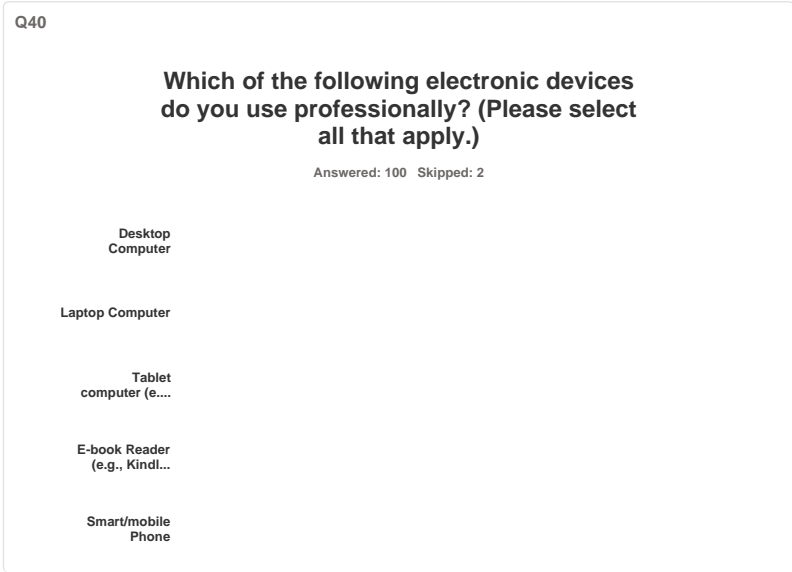 Q40
Which of the following electronic devices
do you use professionally? (Please select
all that apply.)
Answered: 100 Skipped: 2
Desktop
Computer
Laptop Computer
Tablet
computer (e....
E-book Reader
(e.g., Kindl...
Smart/mobile
Phone